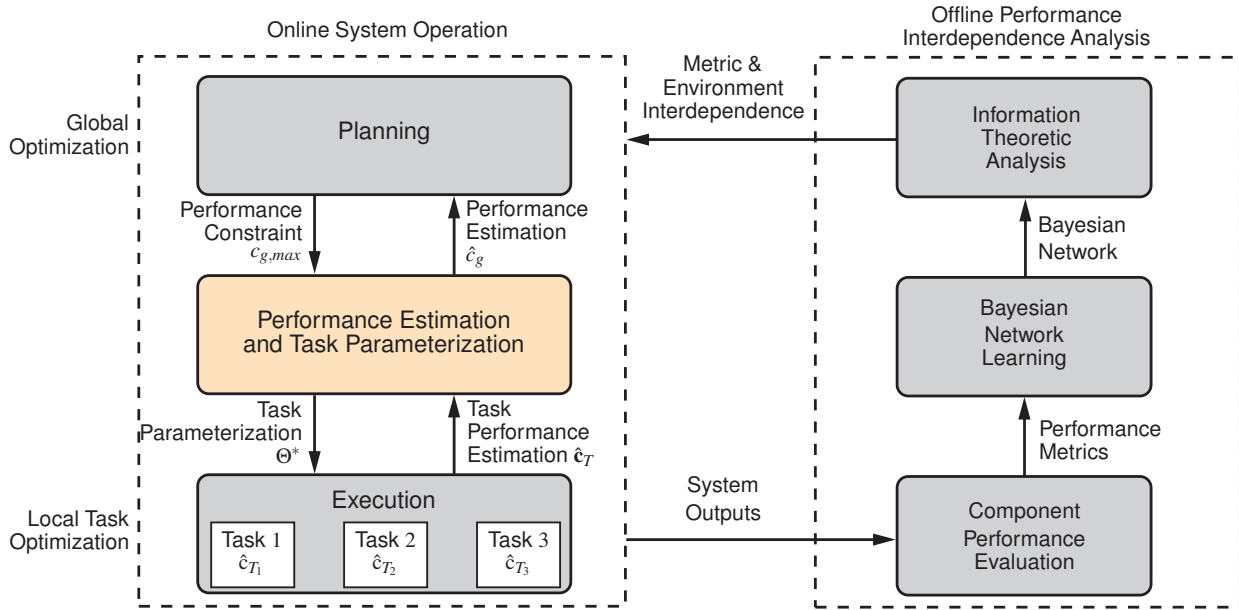 Online System Operation
Offline Performance
Interdependence Analysis
Global
Optimization
Planning
Metric &
Environment
Interdependence
Information
Theoretic
Analysis
Performance
Constraint
c_{g,max}
Performance
Estimation
ĉ_g
Bayesian
Network
Performance Estimation
and Task Parameterization
Bayesian
Network
Learning
Task
Parameterization
Θ*
Task
Performance
Estimation ĉ_T
Performance
Metrics
Local Task
Optimization
Execution
Task 1
ĉ_{T_1}
Task 2
ĉ_{T_2}
Task 3
ĉ_{T_3}
System
Outputs
Component
Performance
Evaluation